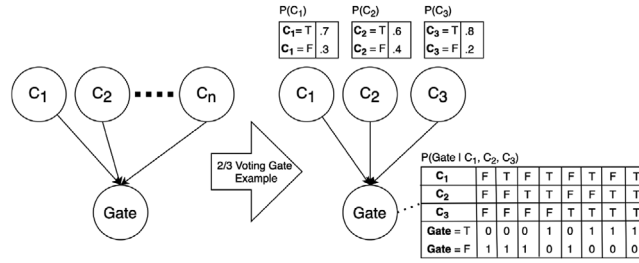 P(C1) P(C2) P(C3)
C1= T .7 C2 = T .6 C3 = T .8
C1 = F .3 C2 = F .4 C3 = F .2
C1 C2 Cn C1 C2 C3
2/3 Voting Gate
Example
P(Gate | C1, C2, C3)
C1 F T F T F T F T
C2 F F T T F F T T
C3 F F F F T T T T
Gate = T 0 0 0 1 0 1 1 1
Gate = F 1 1 1 0 1 0 0 0
Gate Gate